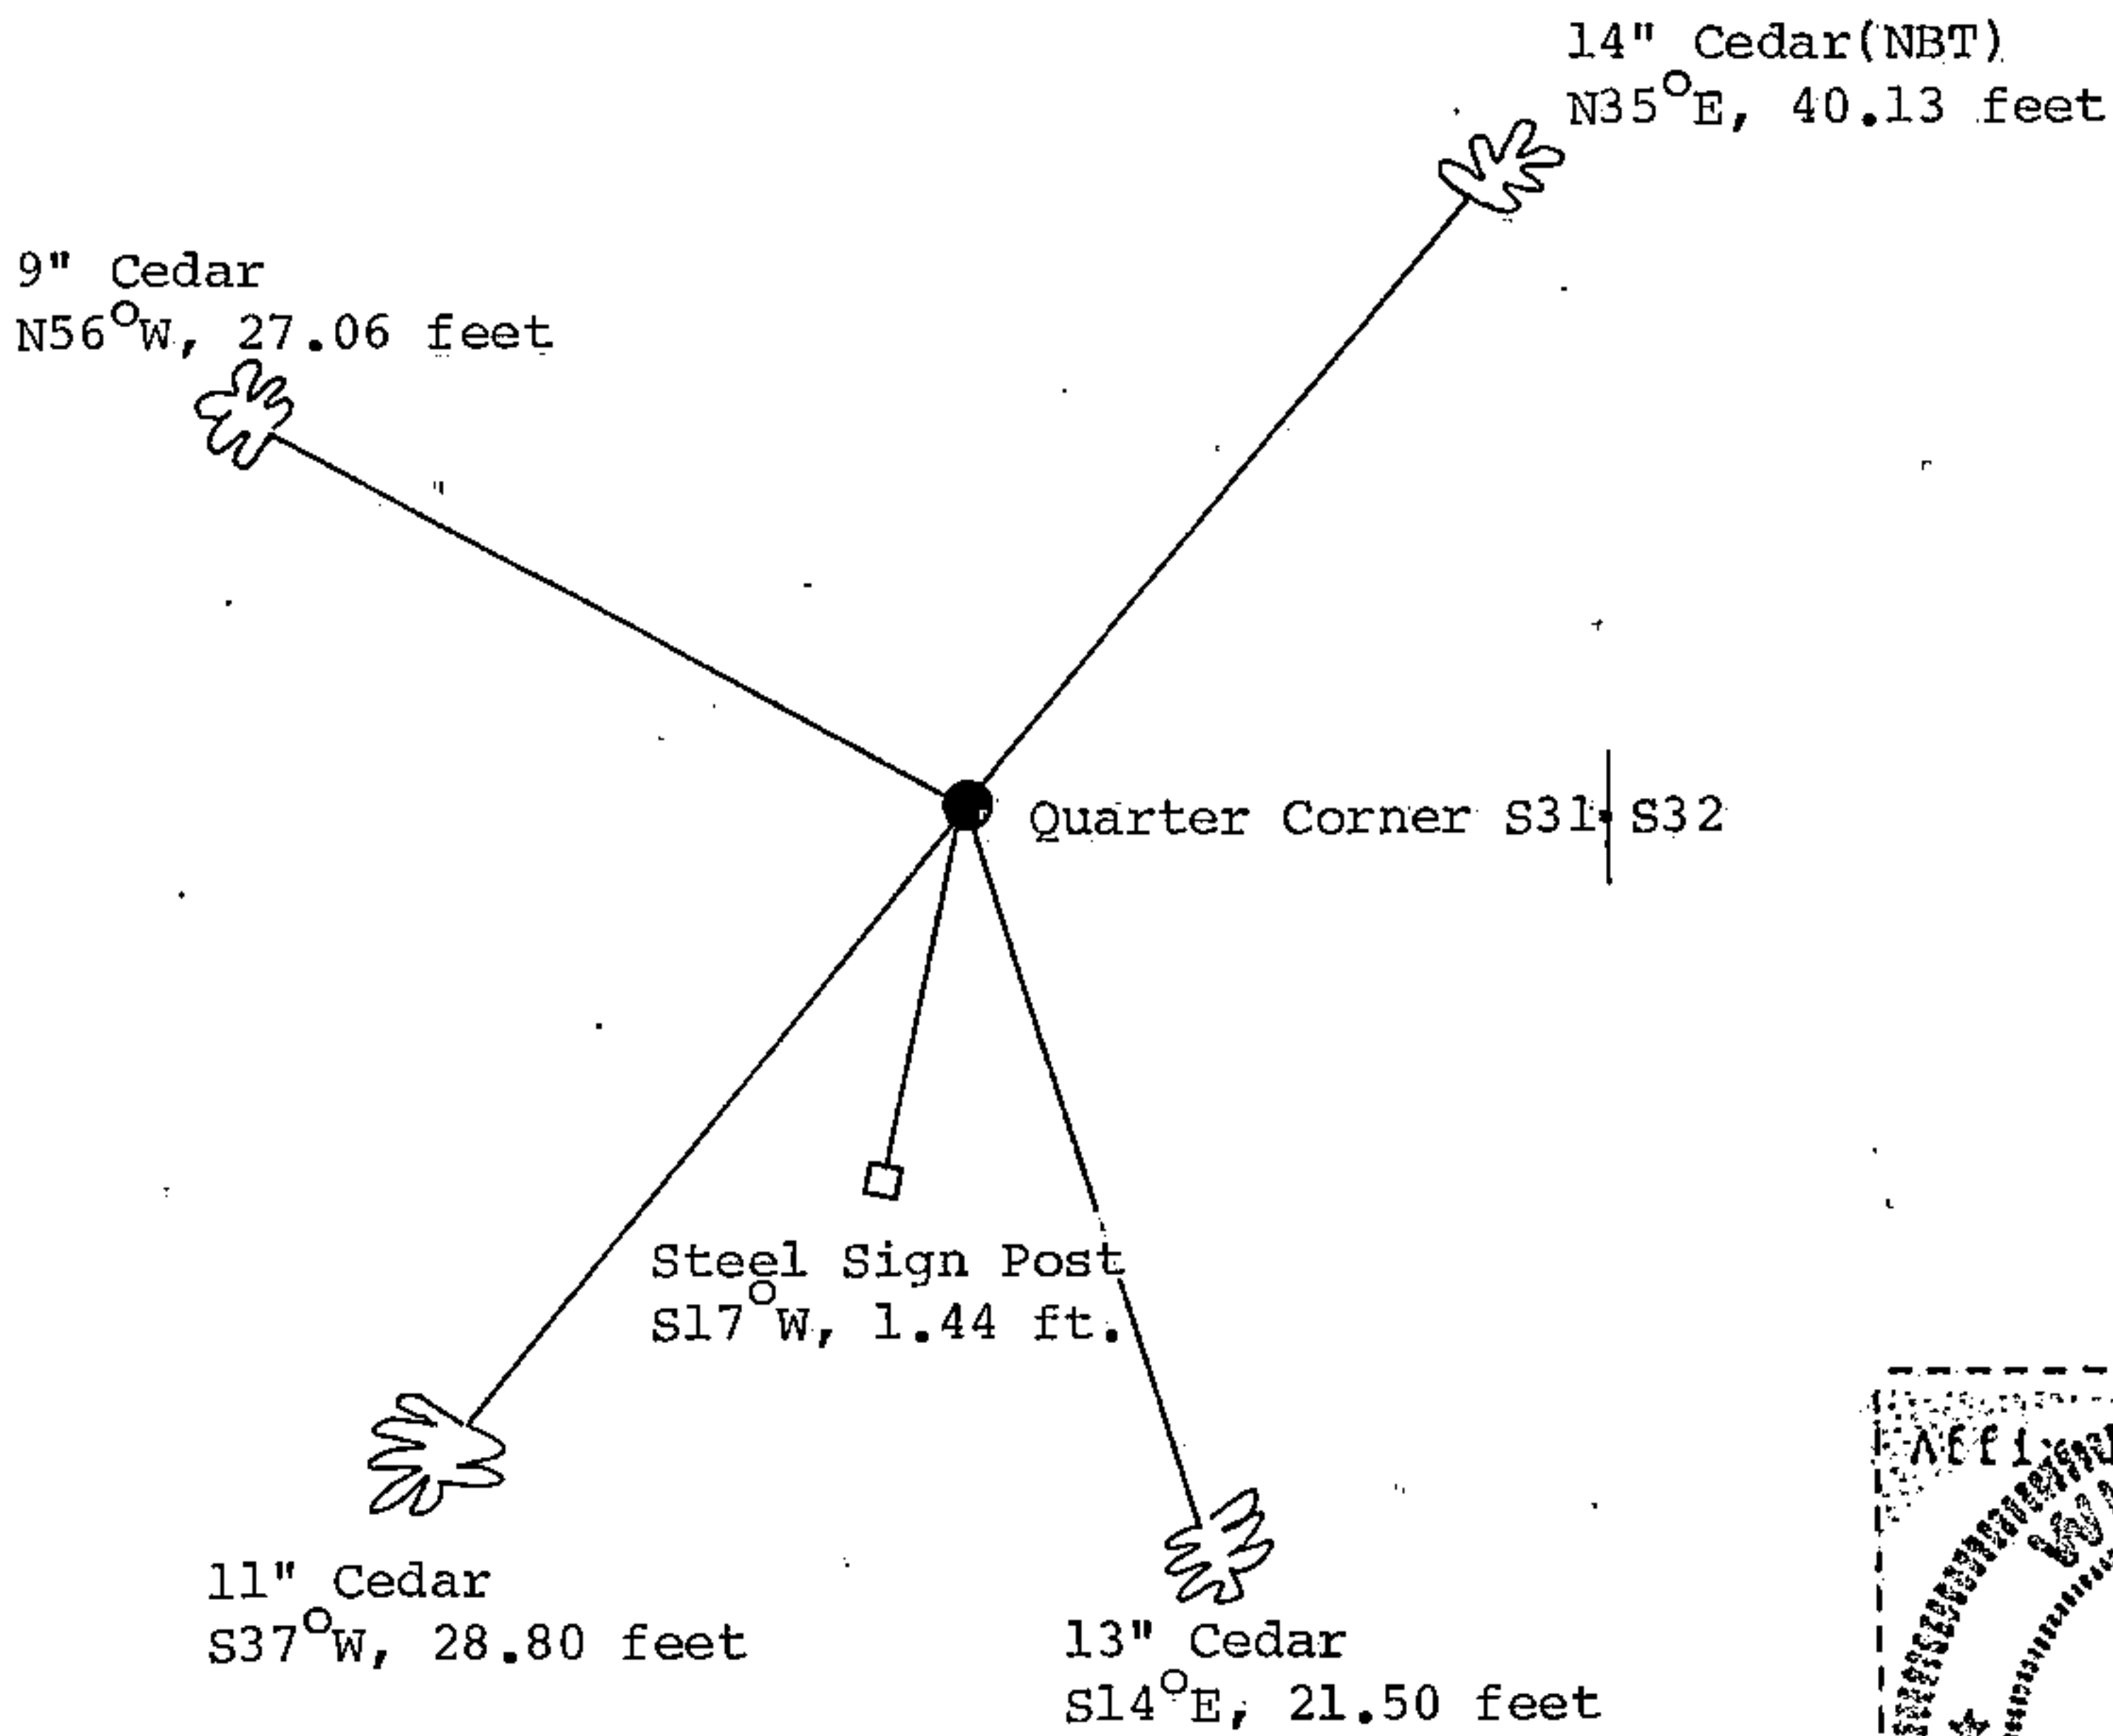 14" Cedar(NBT)
N35°E, 40.13 feet
9" Cedar
N56°W, 27.06 feet
Quarter Corner S31 S32
Steel Sign Post
S17°W, 1.44 ft.
11" Cedar
S37°W, 28.80 feet
13" Cedar
S14°E, 21.50 feet